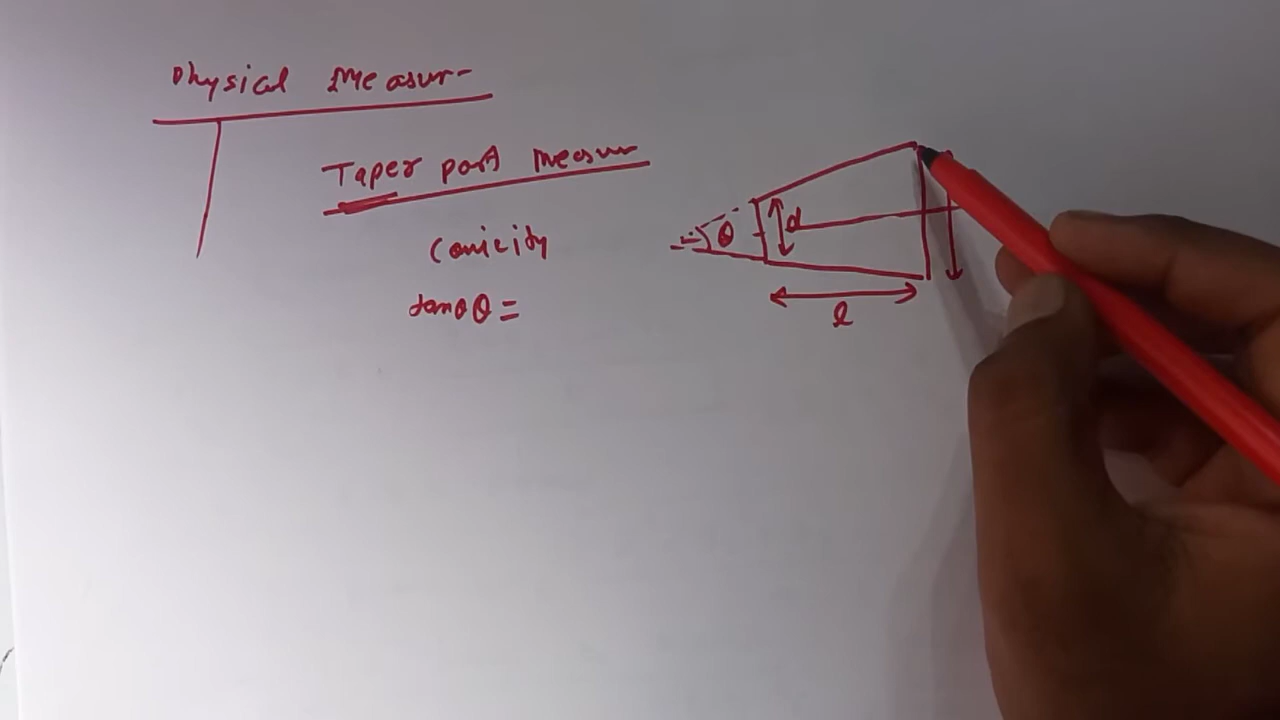 Physical Measur-
Taper part Measur
Conicity
tanθ θ =
θ
d
l